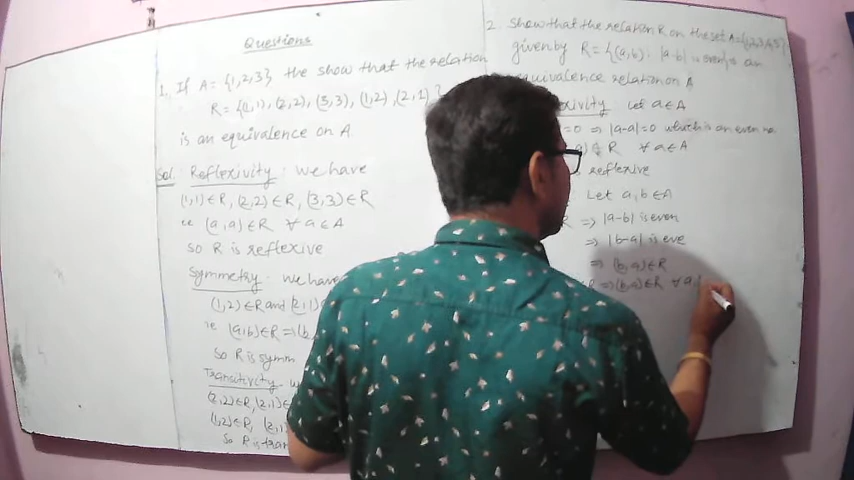 Questions
1. If A = {1,2,3} the show that the relation
R = {(1,1), (2,2), (3,3), (1,2), (2,1)
is an equivalence on A
Sol Reflexivity : we have
(1,1)∈R, (2,2)∈R, (3,3)∈R
ie (a,a)∈R ∀ a∈A
so R is reflexive
Symmetry : we have
(1,2)∈R and (2,1)
ie (a,b)∈R ⇒ (b,
So R is symm
Transitivity
(2,2)∈R, (2,1)∈
(1,2)∈R, (2,1
So R is tran
2. Show that the relation R on the set A={1,2,3,4,5}
given by R = {(a,b) : |a-b| is even} is an
equivalence relation on A
Let a∈A
=0 ⇒ |a-a|=0 which is an even no
∈ R ∀ a∈A
reflexive
Let a,b∈A
⇒ |a-b| is even
⇒ |b-a| is eve
⇒ (b,a)∈R
R ⇒ (b,a)∈R ∀ a,